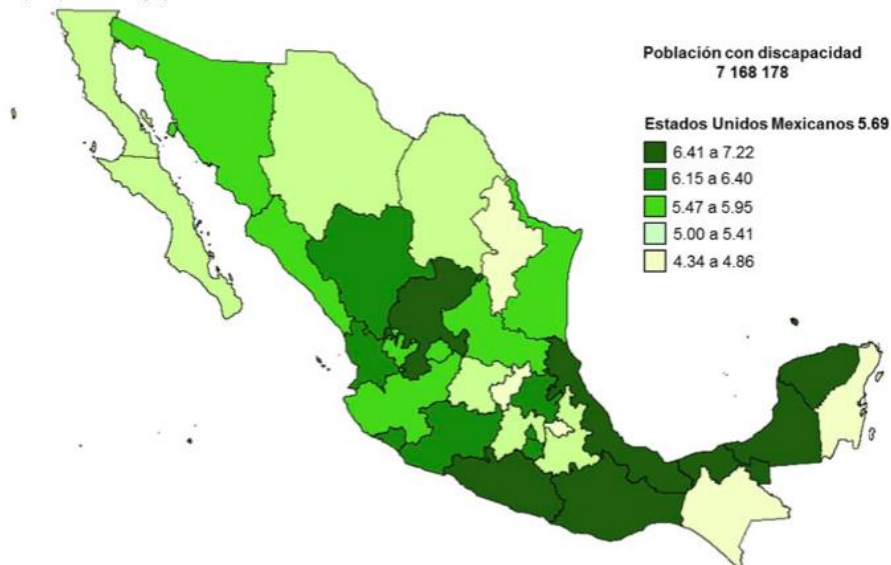 Población con discapacidad
7 168 178
Estados Unidos Mexicanos 5.69
6.41 a 7.22
6.15 a 6.40
5.47 a 5.95
5.00 a 5.41
4.34 a 4.86